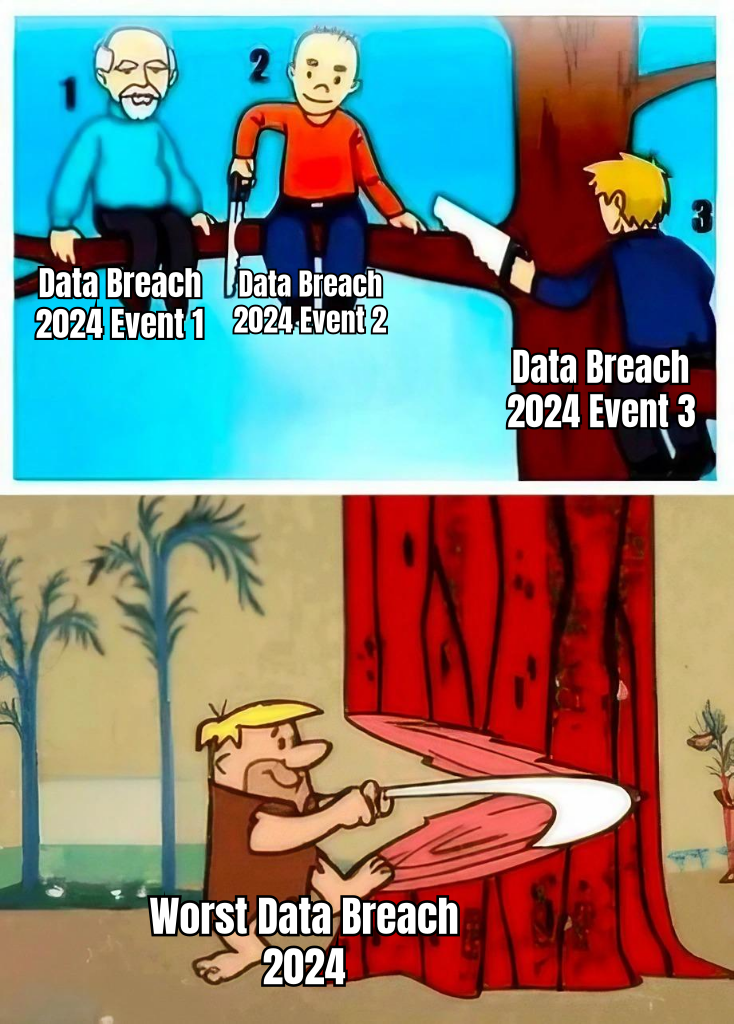 1
2
3
Data Breach
2024 Event 1
Data Breach
2024 Event 2
Data Breach
2024 Event 3
Worst Data Breach
2024